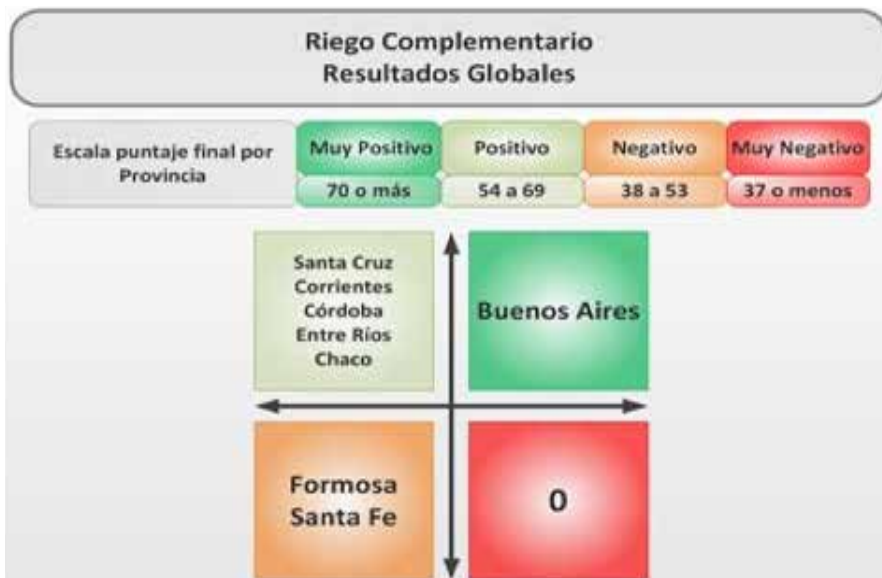 Riego Complementario
Resultados Globales
Escala puntaje final por
Provincia
Muy Positivo
Positivo
Negativo
Muy Negativo
70 o más
54 a 69
38 a 53
37 o menos
Santa Cruz
Corrientes
Córdoba
Entre Ríos
Chaco
Buenos Aires
Formosa
Santa Fe
0